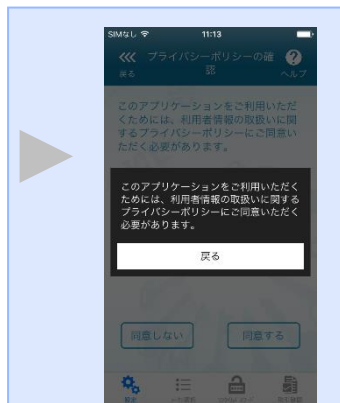 SIMなし 11:13
プライバシーポリシーの確
認
戻る
ヘルプ
このアプリケーションをご利用いただ
くためには、利用者情報の取扱いに関
するプライバシーポリシーにご同意い
ただく必要があります。
このアプリケーションをご利用いただく
ためには、利用者情報の取扱いに関する
プライバシーポリシーにご同意いただく
必要があります。
戻る
同意しない 同意する
設定